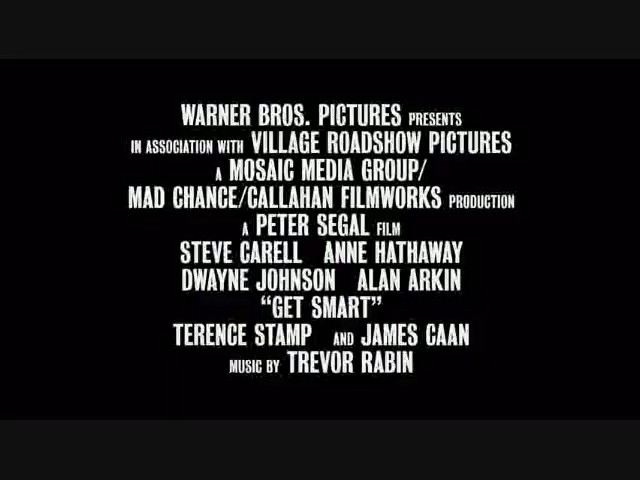 WARNER BROS. PICTURES PRESENTS
IN ASSOCIATION WITH VILLAGE ROADSHOW PICTURES
A MOSAIC MEDIA GROUP/
MAD CHANCE/CALLAHAN FILMWORKS PRODUCTION
A PETER SEGAL FILM
STEVE CARELL ANNE HATHAWAY
DWAYNE JOHNSON ALAN ARKIN
“GET SMART”
TERENCE STAMP AND JAMES CAAN
MUSIC BY TREVOR RABIN